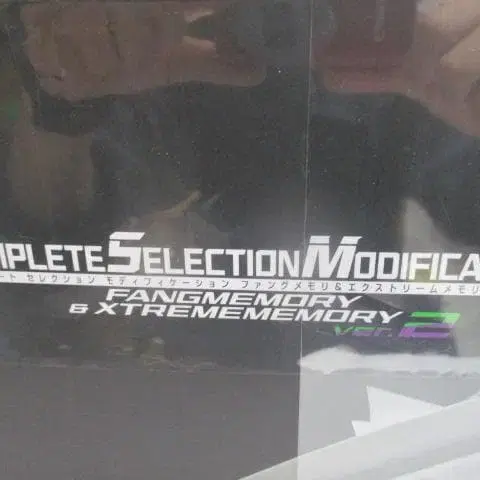 MPLETE SELECTION MODIFICA
ート セレクション モディフィケーション ファングメモリ&エクストリームメモリ
FANGMEMORY
& XTREMEMEMORY
ver.2